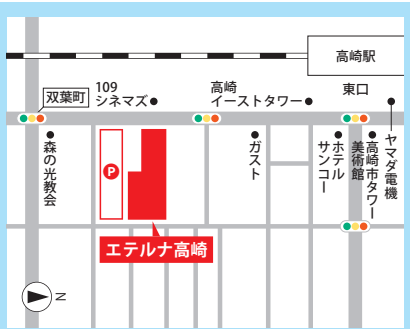 高崎駅
双葉町
109
シネマズ
高崎
イーストタワー
東口
森の光教会
P
ガスト
ホテル
サンコー
高崎市タワー
美術館
ヤマダ電機
エテルナ高崎
N